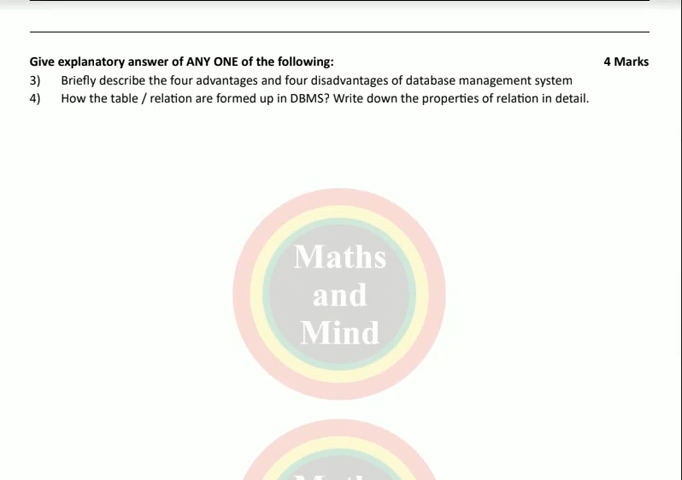 Give explanatory answer of ANY ONE of the following: 4 Marks
3) Briefly describe the four advantages and four disadvantages of database management system
4) How the table / relation are formed up in DBMS? Write down the properties of relation in detail.
Maths
and
Mind